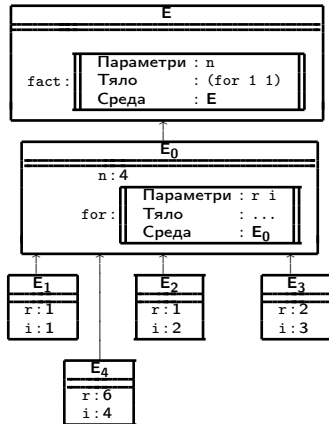 E
Параметри : n
fact : Тяло : (for 1 1)
Среда : E
E₀
n : 4
Параметри : r i
for : Тяло : ...
Среда : E₀
E₁
r : 1
i : 1
E₂
r : 1
i : 2
E₃
r : 2
i : 3
E₄
r : 6
i : 4